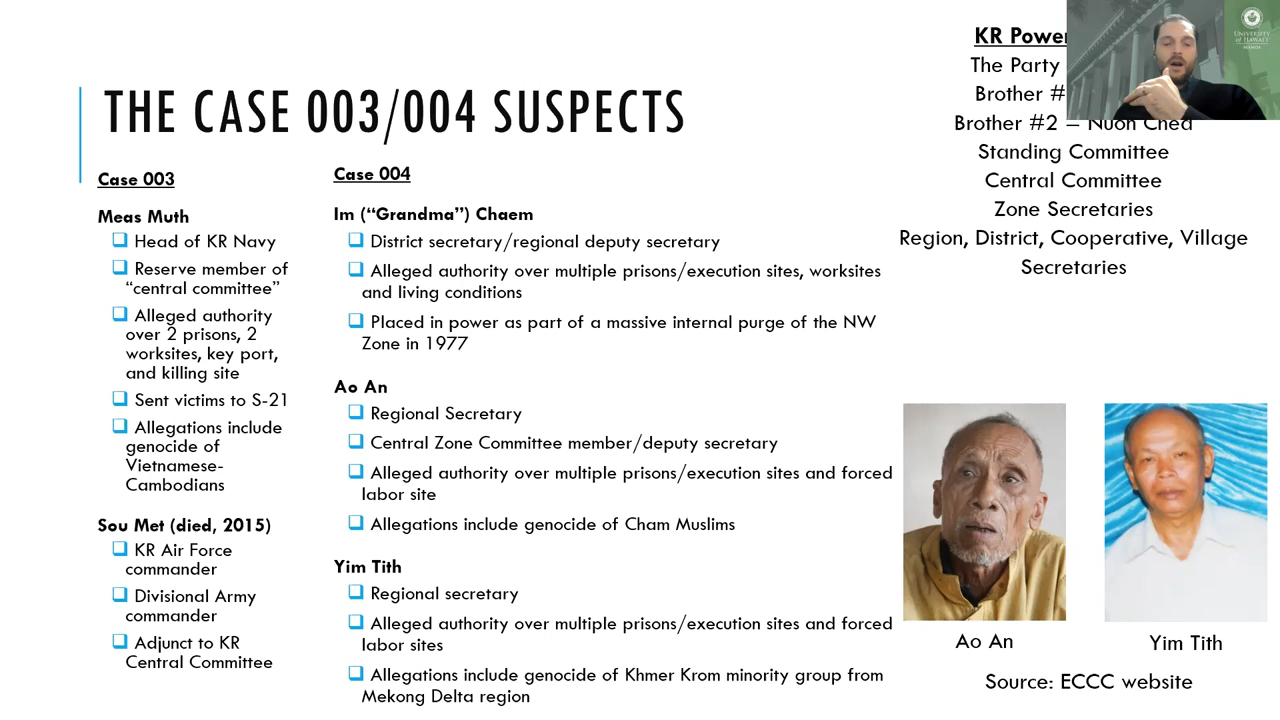 THE CASE 003/004 SUSPECTS
Case 003
Meas Muth
Head of KR Navy
Reserve member of
“central committee”
Alleged authority
over 2 prisons, 2
worksites, key port,
and killing site
Sent victims to S-21
Allegations include
genocide of
Vietnamese-
Cambodians
Sou Met (died, 2015)
KR Air Force
commander
Divisional Army
commander
Adjunct to KR
Central Committee
Case 004
Im (“Grandma”) Chaem
District secretary/regional deputy secretary
Alleged authority over multiple prisons/execution sites, worksites
and living conditions
Placed in power as part of a massive internal purge of the NW
Zone in 1977
Ao An
Regional Secretary
Central Zone Committee member/deputy secretary
Alleged authority over multiple prisons/execution sites and forced
labor site
Allegations include genocide of Cham Muslims
Yim Tith
Regional secretary
Alleged authority over multiple prisons/execution sites and forced
labor sites
Allegations include genocide of Khmer Krom minority group from
Mekong Delta region
KR Power
The Party
Brother #
Brother #2 – Nuon Chea
Standing Committee
Central Committee
Zone Secretaries
Region, District, Cooperative, Village
Secretaries
UNIVERSITY
of HAWAI‘I
MĀNOA
Ao An
Yim Tith
Source: ECCC website